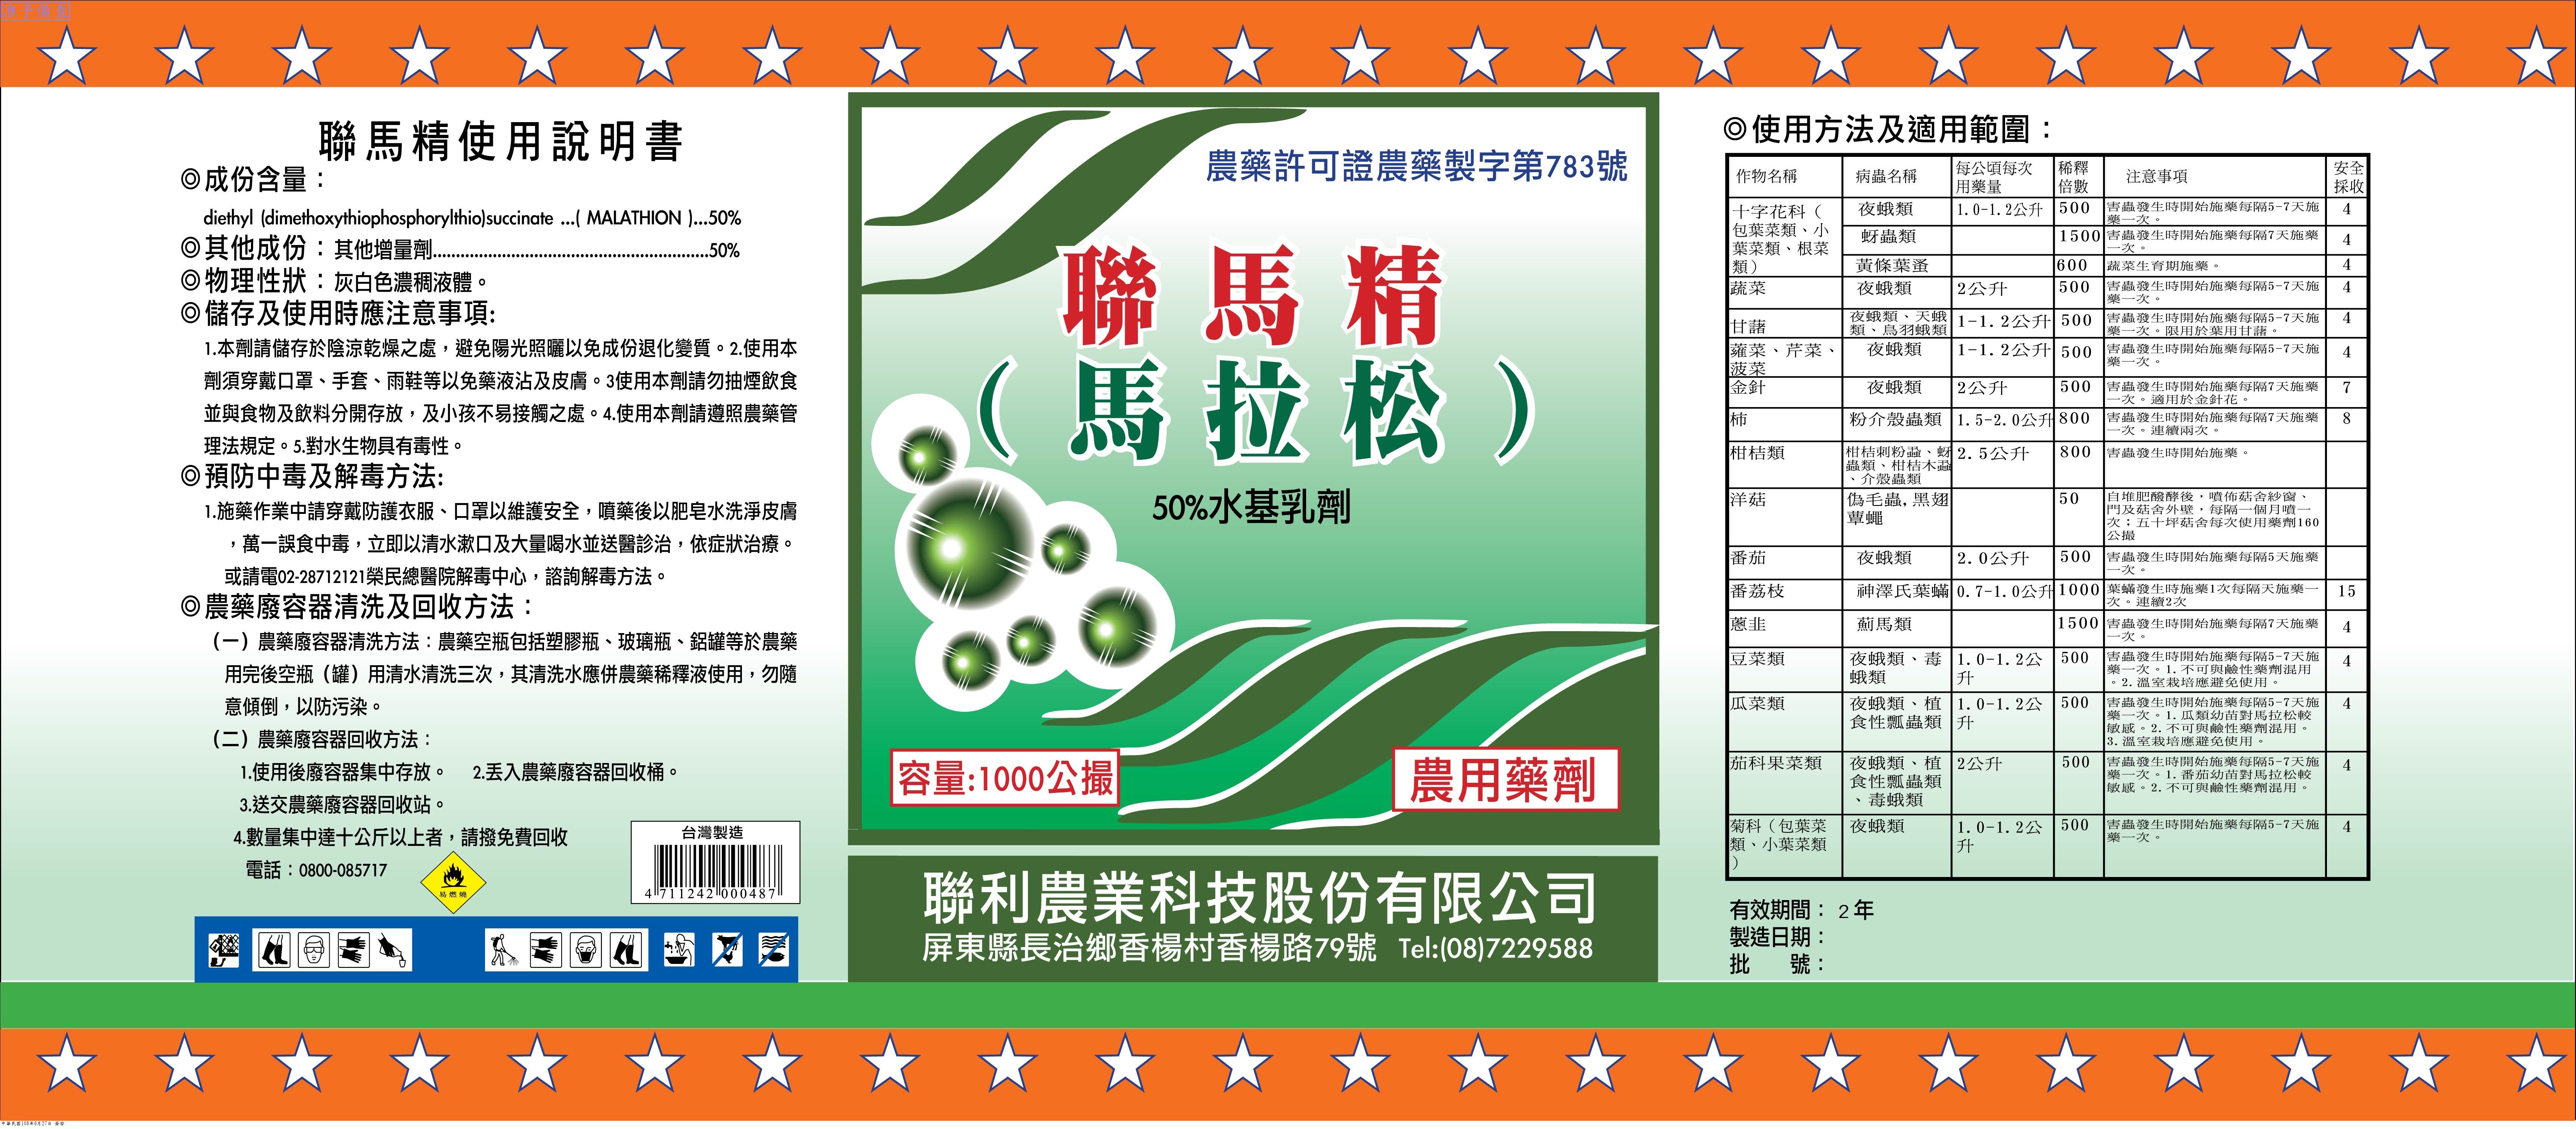 聯馬精使用說明書
◎成份含量：
diethyl (dimethoxythiophosphorylthio)succinate ...( MALATHION )...50%
◎其他成份：其他增量劑............................................................50%
◎物理性狀：灰白色濃稠液體。
◎儲存及使用時應注意事項:
1.本劑請儲存於陰涼乾燥之處，避免陽光照曬以免成份退化變質。2.使用本
劑須穿戴口罩、手套、雨鞋等以免藥液沾及皮膚。3使用本劑請勿抽煙飲食
並與食物及飲料分開存放，及小孩不易接觸之處。4.使用本劑請遵照農藥管
理法規定。5.對水生物具有毒性。
◎預防中毒及解毒方法:
1.施藥作業中請穿戴防護衣服、口罩以維護安全，噴藥後以肥皂水洗淨皮膚
，萬一誤食中毒，立即以清水漱口及大量喝水並送醫診治，依症狀治療。
或請電02-28712121榮民總醫院解毒中心，諮詢解毒方法。
◎農藥廢容器清洗及回收方法：
（一）農藥廢容器清洗方法：農藥空瓶包括塑膠瓶、玻璃瓶、鋁罐等於農藥
用完後空瓶（罐）用清水清洗三次，其清洗水應併農藥稀釋液使用，勿隨
意傾倒，以防污染。
（二）農藥廢容器回收方法：
1.使用後廢容器集中存放。 2.丟入農藥廢容器回收桶。
3.送交農藥廢容器回收站。
4.數量集中達十公斤以上者，請撥免費回收
電話：0800-085717
易燃燒
台灣製造
4 711242 000487
農藥許可證農藥製字第783號
聯馬精
（馬拉松）
50%水基乳劑
容量:1000公撮
農用藥劑
聯利農業科技股份有限公司
屏東縣長治鄉香楊村香楊路79號 Tel:(08)7229588
◎使用方法及適用範圍：
作物名稱 病蟲名稱 每公頃每次用藥量 稀釋倍數 注意事項 安全採收
十字花科（包葉菜類、小葉菜類、根菜類） 夜蛾類 1.0-1.2公升 500 害蟲發生時開始施藥每隔5-7天施藥一次。 4
蚜蟲類 1500 害蟲發生時開始施藥每隔7天施藥一次。 4
黃條葉蚤 600 蔬菜生育期施藥。 4
蔬菜 夜蛾類 2公升 500 害蟲發生時開始施藥每隔5-7天施藥一次。 4
甘藷 夜蛾類、天蛾類、鳥羽蛾類 1-1.2公升 500 害蟲發生時開始施藥每隔5-7天施藥一次。限用於葉用甘藷。 4
蕹菜、芹菜、菠菜 夜蛾類 1-1.2公升 500 害蟲發生時開始施藥每隔5-7天施藥一次。 4
金針 夜蛾類 2公升 500 害蟲發生時開始施藥每隔7天施藥一次。適用於金針花。 7
柿 粉介殼蟲類 1.5-2.0公升 800 害蟲發生時開始施藥每隔7天施藥一次。連續兩次。 8
柑桔類 柑桔刺粉蝨、蚜蟲類、柑桔木蝨、介殼蟲類 2.5公升 800 害蟲發生時開始施藥。
洋菇 偽毛蟲,黑翅蕈蠅 50 自堆肥醱酵後，噴佈菇舍紗窗、門及菇舍外壁，每隔一個月噴一次；五十坪菇舍每次使用藥劑160公撮
番茄 夜蛾類 2.0公升 500 害蟲發生時開始施藥每隔5天施藥一次。
番荔枝 神澤氏葉蟎 0.7-1.0公升 1000 葉蟎發生時施藥1次每隔天施藥一次。連續2次 15
蔥韭 薊馬類 1500 害蟲發生時開始施藥每隔7天施藥一次。 4
豆菜類 夜蛾類、毒蛾類 1.0-1.2公升 500 害蟲發生時開始施藥每隔5-7天施藥一次。1.不可與鹼性藥劑混用。2.溫室栽培應避免使用。 4
瓜菜類 夜蛾類、植食性瓢蟲類 1.0-1.2公升 500 害蟲發生時開始施藥每隔5-7天施藥一次。1.瓜類幼苗對馬拉松較敏感。2.不可與鹼性藥劑混用。3.溫室栽培應避免使用。 4
茄科果菜類 夜蛾類、植食性瓢蟲類、毒蛾類 2公升 500 害蟲發生時開始施藥每隔5-7天施藥一次。1.番茄幼苗對馬拉松較敏感。2.不可與鹼性藥劑混用。 4
菊科（包葉菜類、小葉菜類） 夜蛾類 1.0-1.2公升 500 害蟲發生時開始施藥每隔5-7天施藥一次。 4
有效期間：2年
製造日期：
批　號：